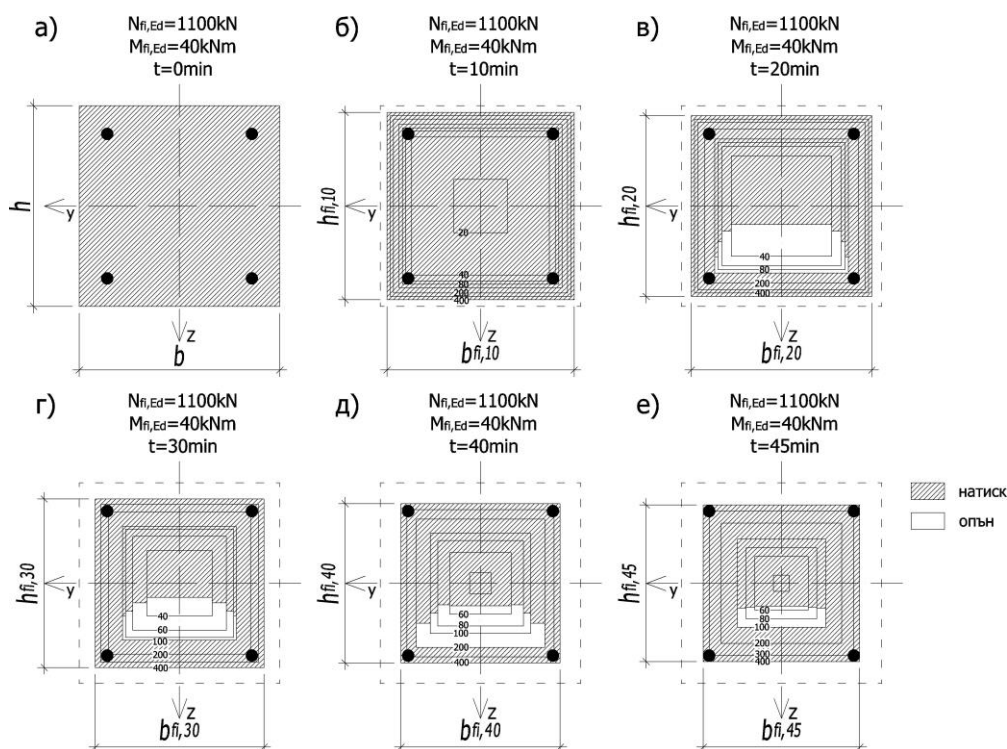 а)
Nfi,Ed=1100kN
Mfi,Ed=40kNm
t=0min
h
y
z
b
б)
Nfi,Ed=1100kN
Mfi,Ed=40kNm
t=10min
hfi,10
y
20
40
80
200
400
z
bfi,10
в)
Nfi,Ed=1100kN
Mfi,Ed=40kNm
t=20min
hfi,20
y
40
80
200
400
z
bfi,20
г)
Nfi,Ed=1100kN
Mfi,Ed=40kNm
t=30min
hfi,30
y
40
60
100
200
400
z
bfi,30
д)
Nfi,Ed=1100kN
Mfi,Ed=40kNm
t=40min
hfi,40
y
60
80
100
200
400
z
bfi,40
е)
Nfi,Ed=1100kN
Mfi,Ed=40kNm
t=45min
hfi,45
y
60
80
100
200
300
400
z
bfi,45
натиск
опън